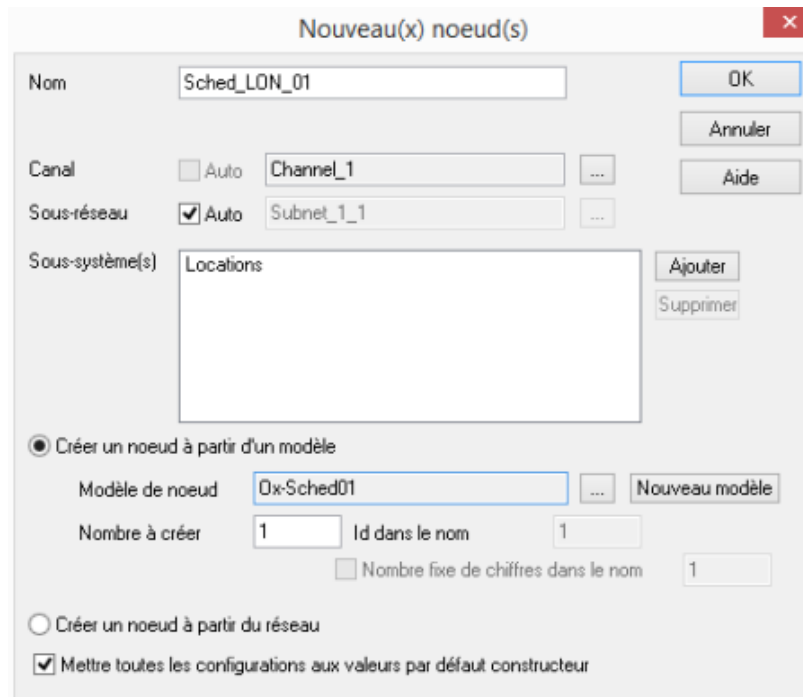 Nouveau(x) noeud(s)
Nom Sched_LON_01 OK
Annuler
Canal Auto Channel_1 ... Aide
Sous-réseau Auto Subnet_1_1 ...
Sous-système(s) Locations Ajouter
Supprimer
Créer un noeud à partir d'un modèle
Modèle de noeud Ox-Sched01 ... Nouveau modèle
Nombre à créer 1 Id dans le nom 1
Nombre fixe de chiffres dans le nom 1
Créer un noeud à partir du réseau
Mettre toutes les configurations aux valeurs par défaut constructeur